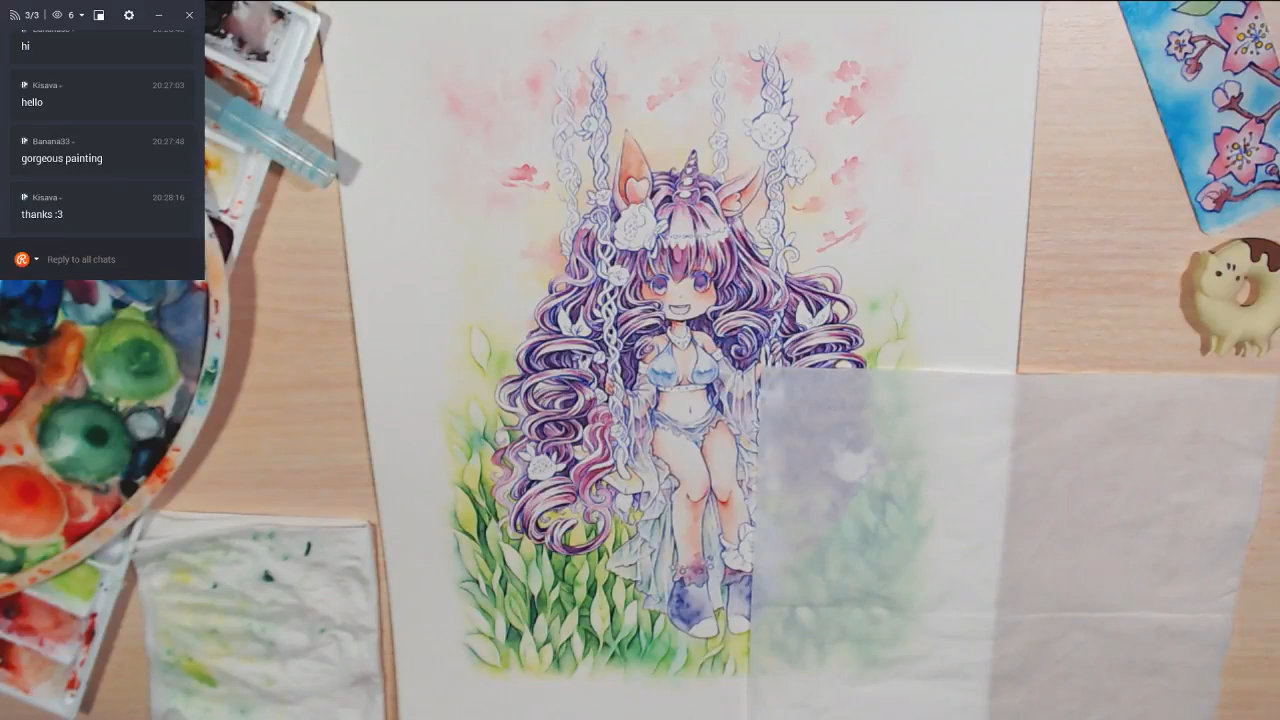 3/3 6
hi
Kisava 20:27:03
hello
Banana33 20:27:48
gorgeous painting
Kisava 20:28:16
thanks :3
Reply to all chats